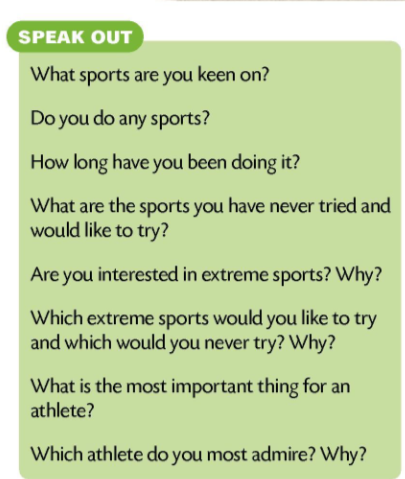 SPEAK OUT
What sports are you keen on?
Do you do any sports?
How long have you been doing it?
What are the sports you have never tried and
would like to try?
Are you interested in extreme sports? Why?
Which extreme sports would you like to try
and which would you never try? Why?
What is the most important thing for an
athlete?
Which athlete do you most admire? Why?